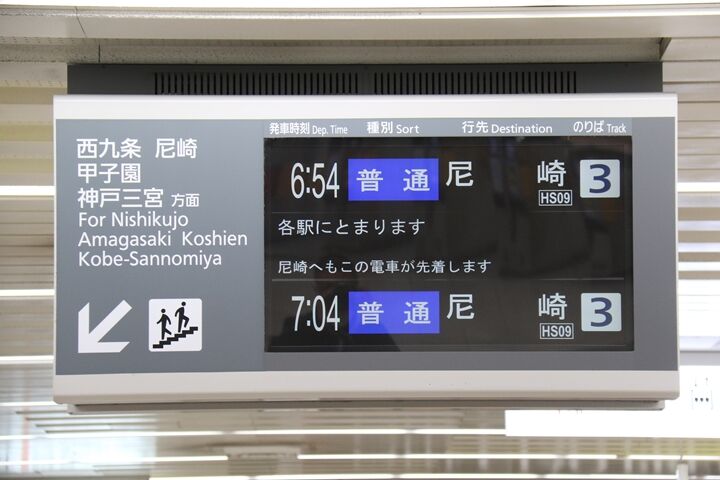 西九条 尼崎
甲子園
神戸三宮 方面
For Nishikujo
Amagasaki Koshien
Kobe-Sannomiya
発車時刻 Dep. Time 種別 Sort 行先 Destination のりば Track
6:54 普通 尼崎 HS09 3
各駅にとまります
尼崎へもこの電車が先着します
7:04 普通 尼崎 HS09 3